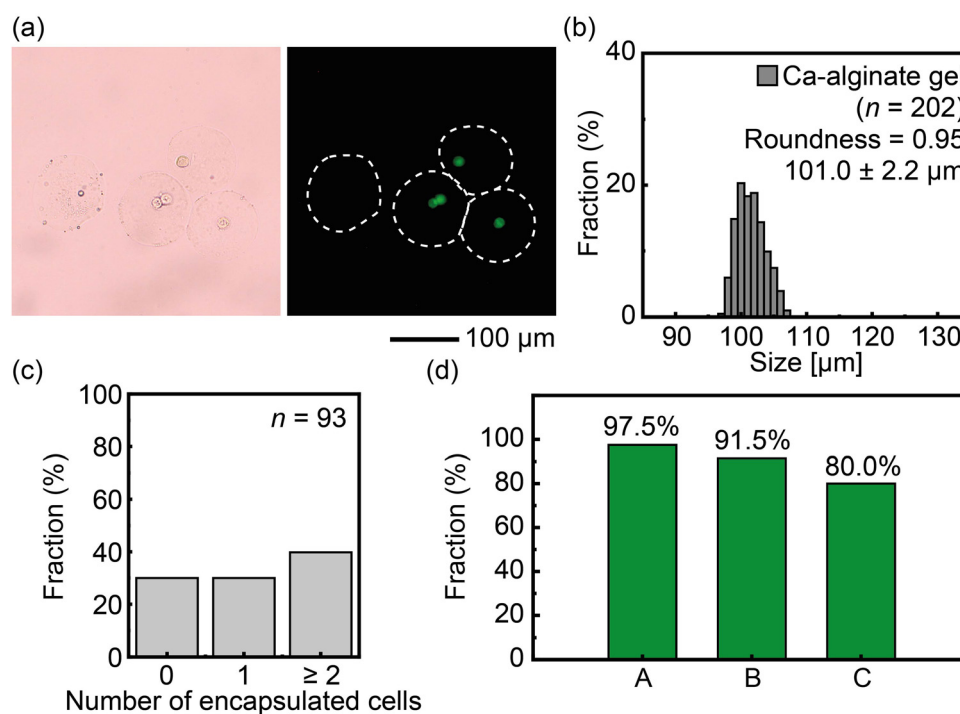 (a)
100 µm
(b)
40
20
0
Fraction (%)
Ca-alginate gel
(n = 202)
Roundness = 0.95
101.0 ± 2.2 µm
90 100 110 120 130
Size [µm]
(c)
100
80
60
40
20
0
Fraction (%)
n = 93
0 1 ≥ 2
Number of encapsulated cells
(d)
100
80
60
40
20
0
Fraction (%)
97.5%
91.5%
80.0%
A B C